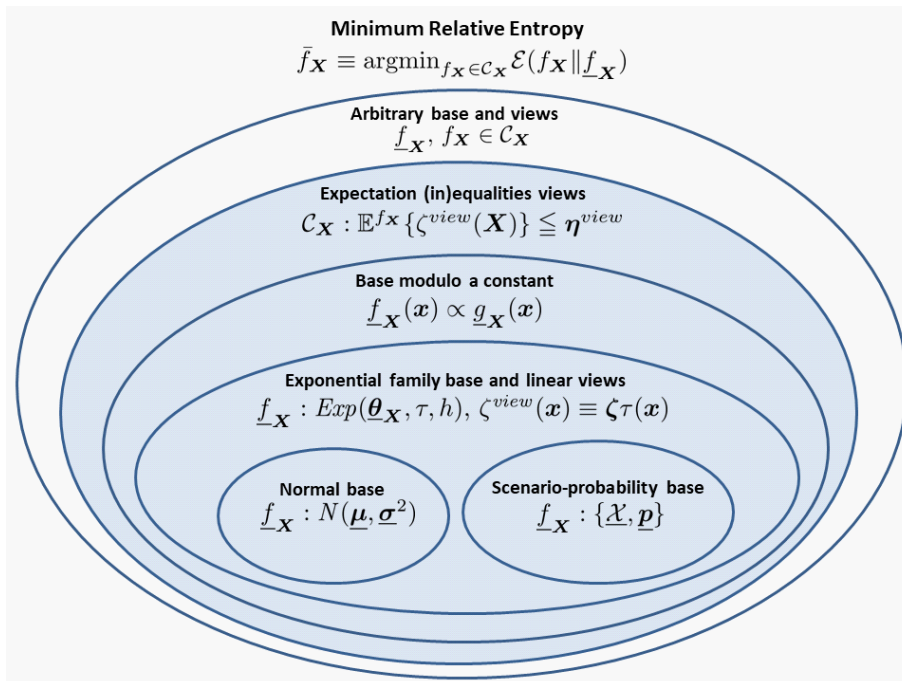 Minimum Relative Entropy
f̄_X ≡ argmin_{f_X∈𝒞_X} ℰ(f_X‖f̲_X)
Arbitrary base and views
f̲_X, f_X ∈ 𝒞_X
Expectation (in)equalities views
𝒞_X : 𝔼^{f_X}{ζ^{view}(X)} ≦ η^{view}
Base modulo a constant
f̲_X(x) ∝ g̲_X(x)
Exponential family base and linear views
f̲_X : Exp(θ̲_X, τ, h), ζ^{view}(x) ≡ ζτ(x)
Normal base
f̲_X : N(μ̲, σ̲²)
Scenario-probability base
f̲_X : {𝒳̲, p̲}